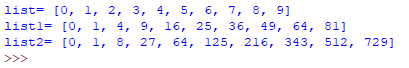 list= [0, 1, 2, 3, 4, 5, 6, 7, 8, 9]
list1= [0, 1, 4, 9, 16, 25, 36, 49, 64, 81]
list2= [0, 1, 8, 27, 64, 125, 216, 343, 512, 729]
>>>